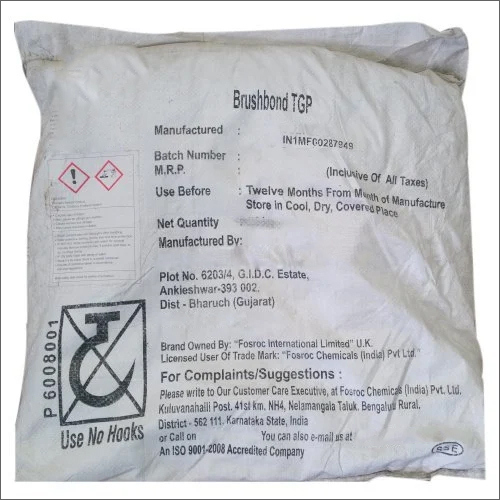 Brushbond TGP
Manufactured :
IN1MF60287949
Batch Number :
M.R.P. : (Inclusive Of All Taxes)
Use Before : Twelve Months From Month of Manufacture
Store in Cool, Dry, Covered Place
Net Quantity
Manufactured By:
Plot No. 6203/4, G.I.D.C. Estate,
Ankleshwar-393 002.
Dist - Bharuch (Gujarat)
Brand Owned By: "Fosroc International Limited" U.K.
Licensed User Of Trade Mark: "Fosroc Chemicals (India) Pvt Ltd."
For Complaints/Suggestions :
Please write to Our Customer Care Executive, at Fosroc Chemicals (India) Pvt. Ltd.
Kuluvanahalli Post. 41st km. NH4, Nelamangala Taluk. Bengaluru Rural,
District - 562 111. Karnataka State, India
or Call on You can also e-mail us at
An ISO 9001-2008 Accredited Company
P 6008001
Use No Hooks